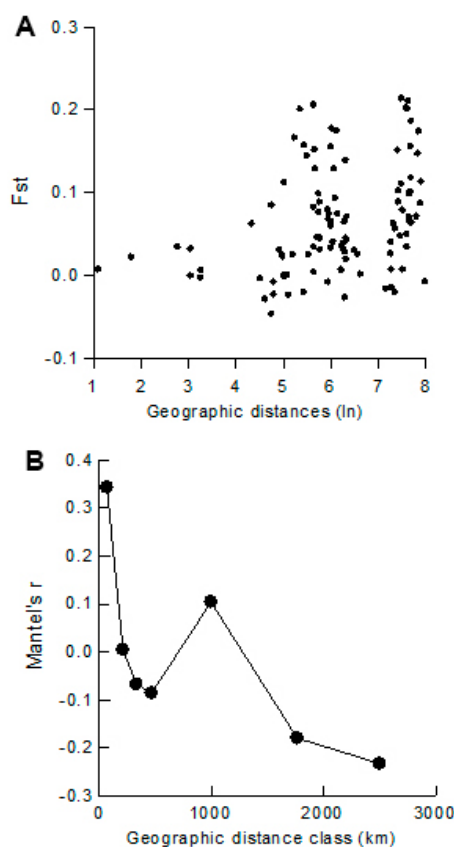 A
0.3
0.2
0.1
0.0
-0.1
Fst
1 2 3 4 5 6 7 8
Geographic distances (ln)
B
0.4
0.3
0.2
0.1
0.0
-0.1
-0.2
-0.3
Mantel's r
0 1000 2000 3000
Geographic distance class (km)